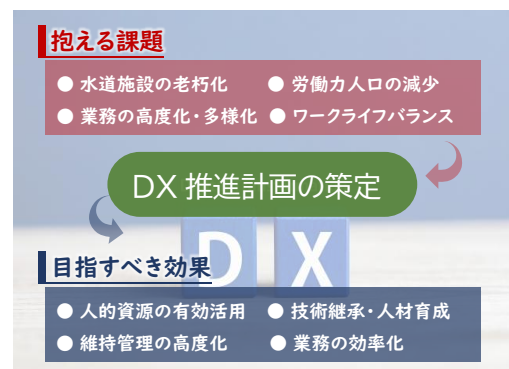 抱える課題
● 水道施設の老朽化 ● 労働力人口の減少
● 業務の高度化・多様化 ● ワークライフバランス
DX 推進計画の策定
DX
目指すべき効果
● 人的資源の有効活用 ● 技術継承・人材育成
● 維持管理の高度化 ● 業務の効率化